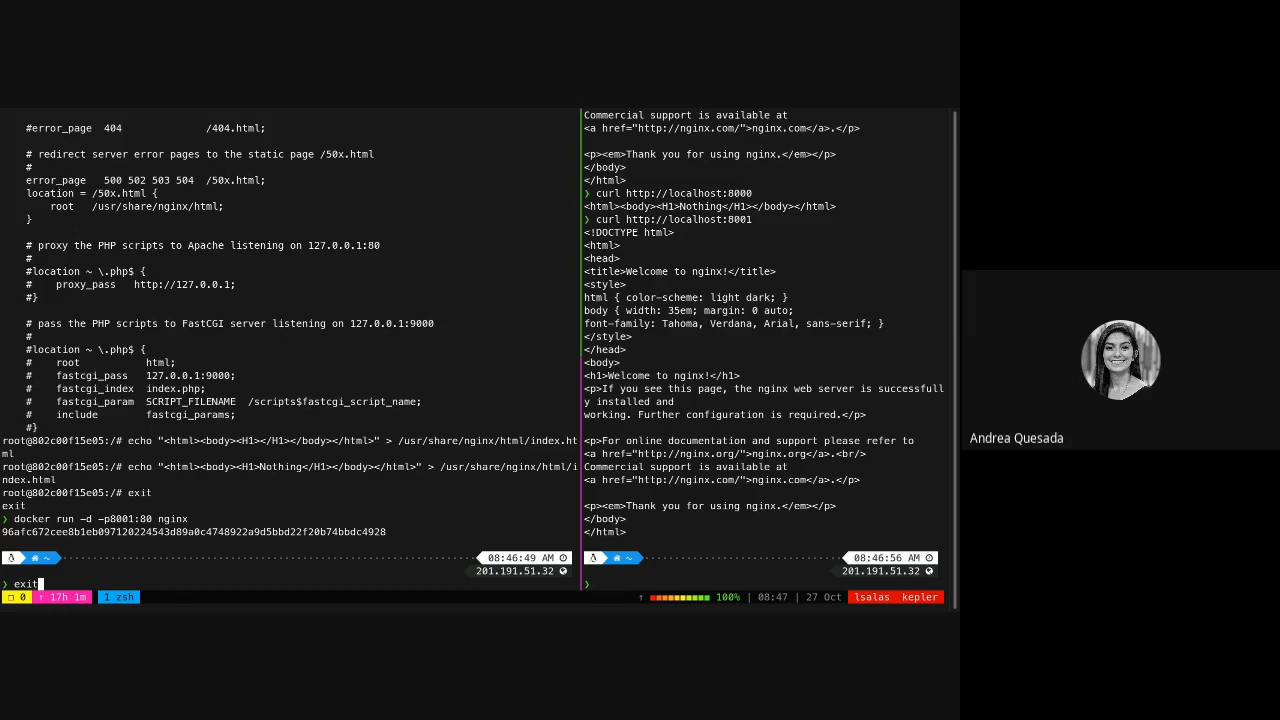 #error_page  404              /404.html;
# redirect server error pages to the static page /50x.html
#
error_page   500 502 503 504  /50x.html;
location = /50x.html {
root   /usr/share/nginx/html;
}
# proxy the PHP scripts to Apache listening on 127.0.0.1:80
#
#location ~ \.php$ {
#    proxy_pass   http://127.0.0.1;
#}
# pass the PHP scripts to FastCGI server listening on 127.0.0.1:9000
#
#location ~ \.php$ {
#    root           html;
#    fastcgi_pass   127.0.0.1:9000;
#    fastcgi_index  index.php;
#    fastcgi_param  SCRIPT_FILENAME  /scripts$fastcgi_script_name;
#    include        fastcgi_params;
#}
root@802c00f15e05:/# echo "<html><body><H1></H1></body></html>" > /usr/share/nginx/html/index.ht
ml
root@802c00f15e05:/# echo "<html><body><H1>Nothing</H1></body></html>" > /usr/share/nginx/html/i
ndex.html
root@802c00f15e05:/# exit
exit
❯ docker run -d -p8001:80 nginx
96afc672cee8b1eb097120224543d89a0c4748922a9d5bbd22f20b74bbdc4928
~ 08:46:49 AM
201.191.51.32
❯ exit
Commercial support is available at
<a href="http://nginx.com/">nginx.com</a>.</p>
<p><em>Thank you for using nginx.</em></p>
</body>
</html>
❯ curl http://localhost:8000
<html><body><H1>Nothing</H1></body></html>
❯ curl http://localhost:8001
<!DOCTYPE html>
<html>
<head>
<title>Welcome to nginx!</title>
<style>
html { color-scheme: light dark; }
body { width: 35em; margin: 0 auto;
font-family: Tahoma, Verdana, Arial, sans-serif; }
</style>
</head>
<body>
<h1>Welcome to nginx!</h1>
<p>If you see this page, the nginx web server is successfull
y installed and
working. Further configuration is required.</p>
<p>For online documentation and support please refer to
<a href="http://nginx.org/">nginx.org</a>.<br/>
Commercial support is available at
<a href="http://nginx.com/">nginx.com</a>.</p>
<p><em>Thank you for using nginx.</em></p>
</body>
</html>
~ 08:46:56 AM
201.191.51.32
❯
□ 0 ↑ 17h 1m 1 zsh ↑ 100% | 08:47 | 27 Oct lsalas kepler
Andrea Quesada